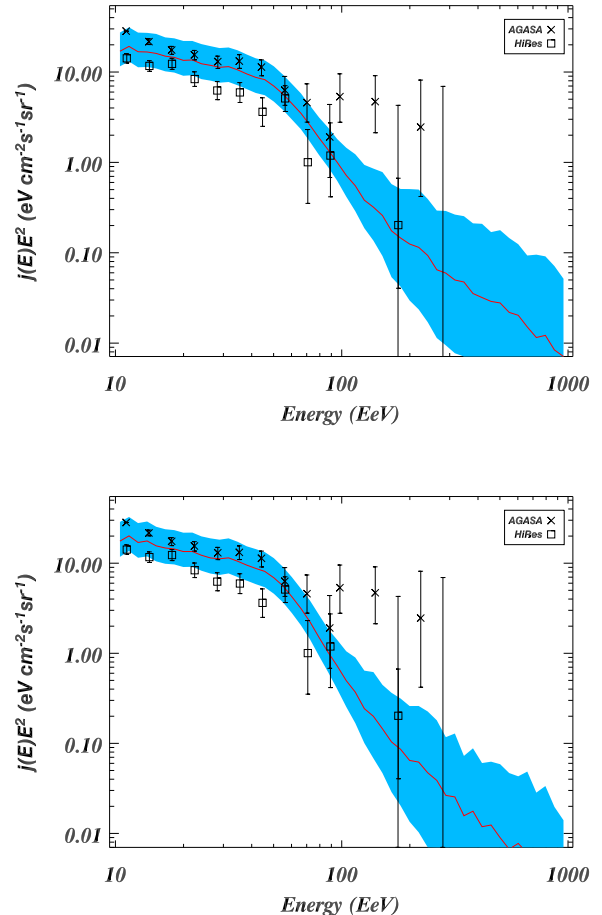 AGASA
HiRes
10.00
1.00
0.10
0.01
j(E)E² (eV cm⁻²s⁻¹sr⁻¹)
10
100
1000
Energy (EeV)
AGASA
HiRes
10.00
1.00
0.10
0.01
j(E)E² (eV cm⁻²s⁻¹sr⁻¹)
10
100
1000
Energy (EeV)